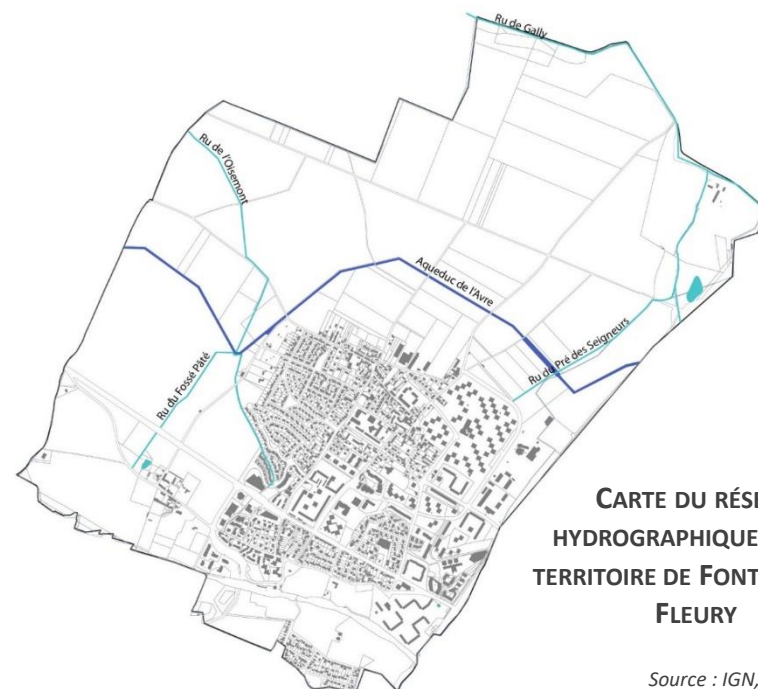 Ru de Gally
Ru de l'Oisemont
Aqueduc de l'Avre
Ru du Pré des Seigneurs
Ru du Fossé Pâté
CARTE DU RÉSE
HYDROGRAPHIQUE
TERRITOIRE DE FONT
FLEURY
Source : IGN,